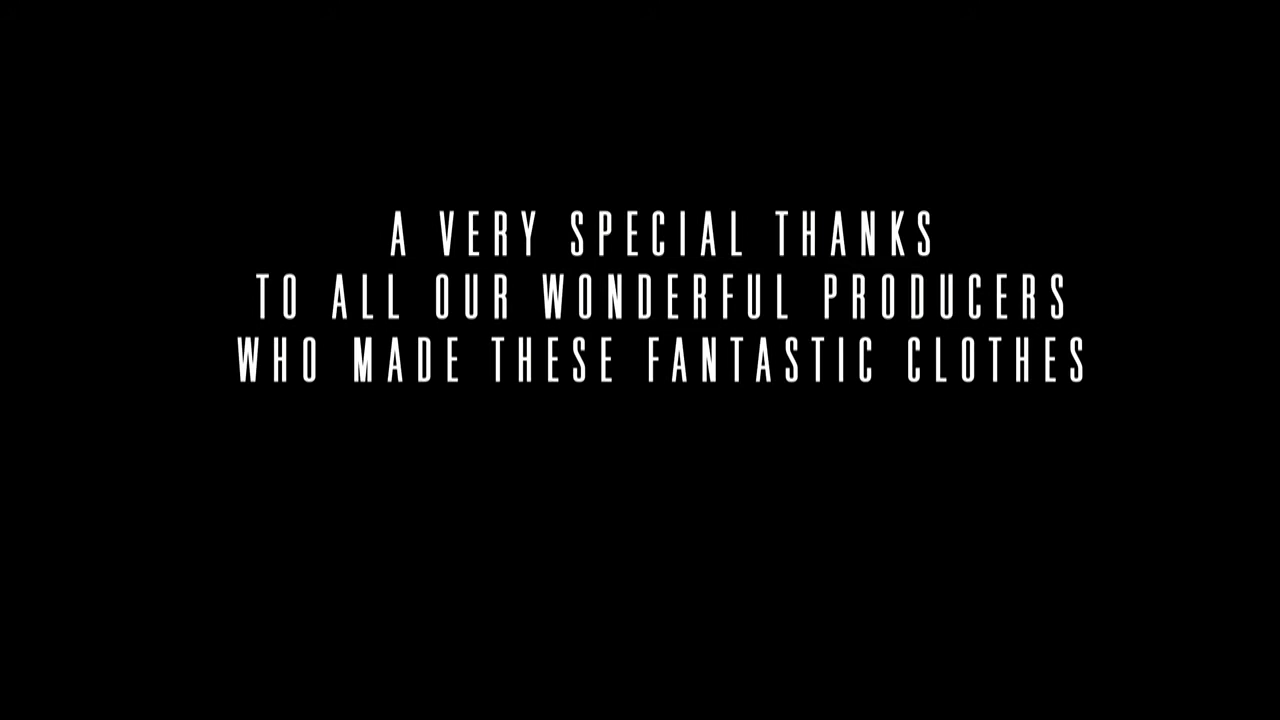 A VERY SPECIAL THANKS
TO ALL OUR WONDERFUL PRODUCERS
WHO MADE THESE FANTASTIC CLOTHES